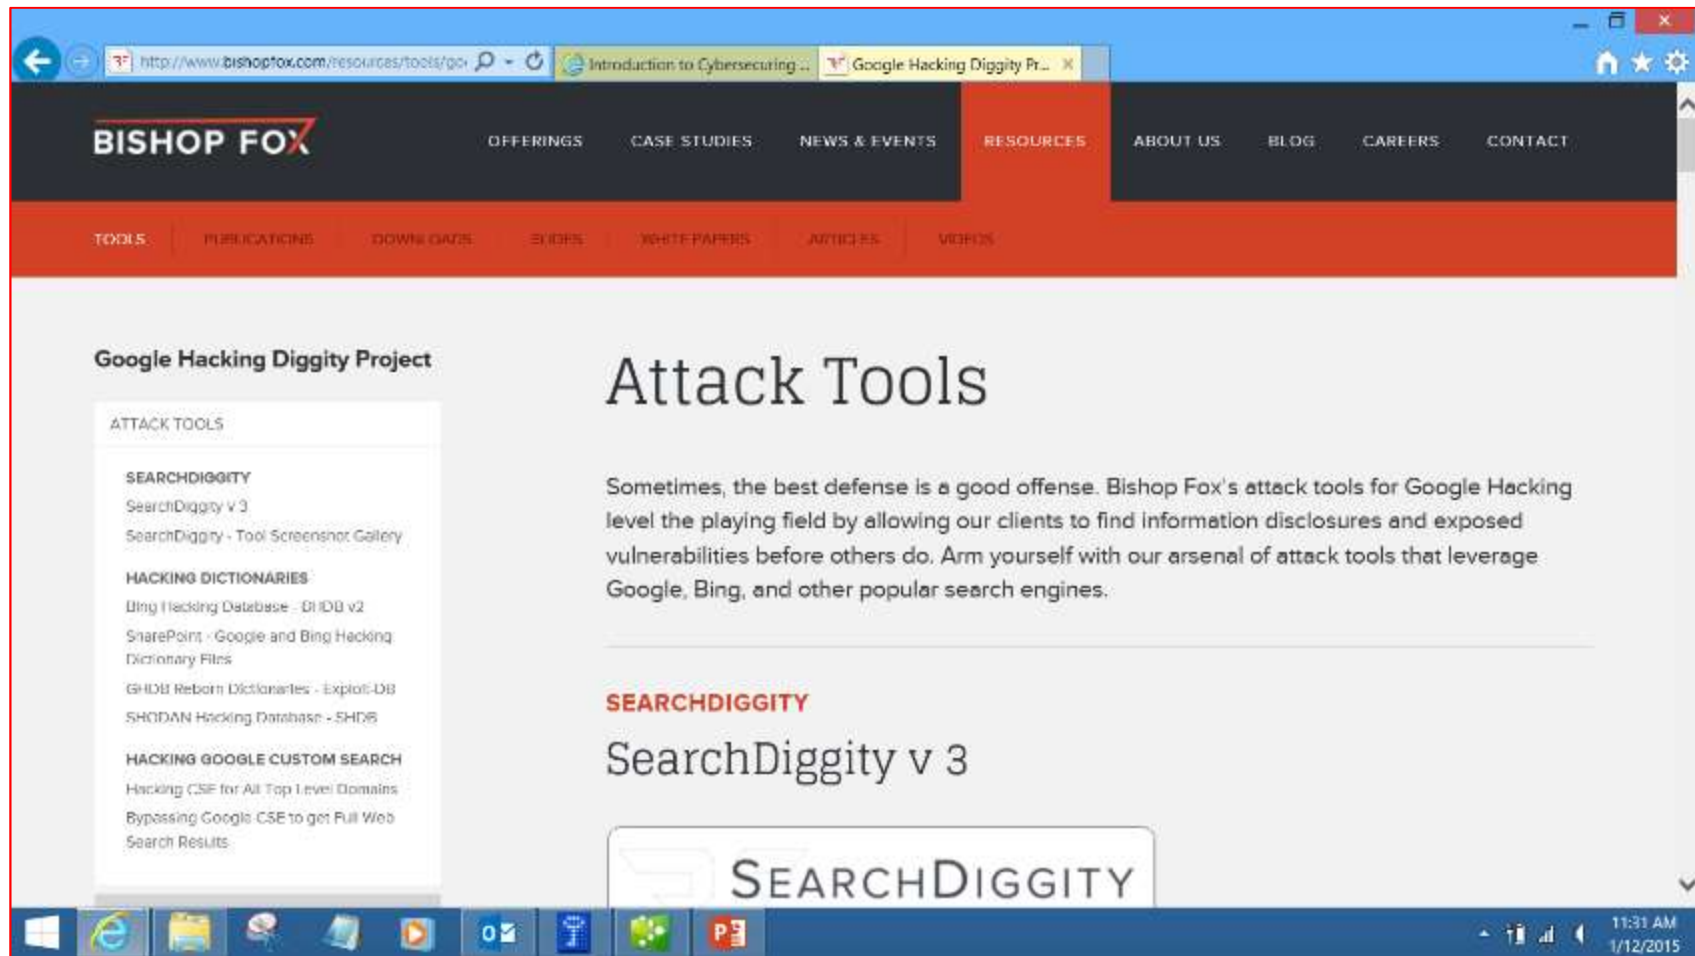 http://www.bishopfox.com/resources/tools/go
Introduction to Cybersecuring ...
Google Hacking Diggity Pr...
BISHOP FOX
OFFERINGS
CASE STUDIES
NEWS & EVENTS
RESOURCES
ABOUT US
BLOG
CAREERS
CONTACT
TOOLS
PUBLICATIONS
DOWNLOADS
SLIDES
WHITE PAPERS
ARTICLES
VIDEOS
Google Hacking Diggity Project
ATTACK TOOLS
SEARCHDIGGITY
SearchDiggity v 3
SearchDiggity - Tool Screenshot Gallery
HACKING DICTIONARIES
Bing Hacking Database - BHDB v2
SharePoint - Google and Bing Hacking
Dictionary Files
GHDB Reborn Dictionaries - Exploit-DB
SHODAN Hacking Database - SHDB
HACKING GOOGLE CUSTOM SEARCH
Hacking CSE for All Top Level Domains
Bypassing Google CSE to get Full Web
Search Results
Attack Tools
Sometimes, the best defense is a good offense. Bishop Fox's attack tools for Google Hacking
level the playing field by allowing our clients to find information disclosures and exposed
vulnerabilities before others do. Arm yourself with our arsenal of attack tools that leverage
Google, Bing, and other popular search engines.
SEARCHDIGGITY
SearchDiggity v 3
SEARCHDIGGITY
11:31 AM
1/12/2015